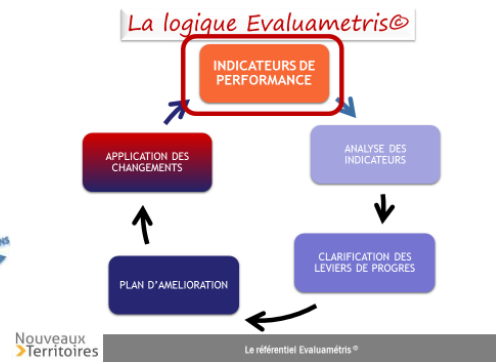 La logique Evaluametris©
INDICATEURS DE
PERFORMANCE
ANALYSE DES
INDICATEURS
CLARIFICATION DES
LEVIERS DE PROGRES
PLAN D'AMELIORATION
APPLICATION DES
CHANGEMENTS
Nouveaux
Territoires
Le référentiel Evaluamétris®